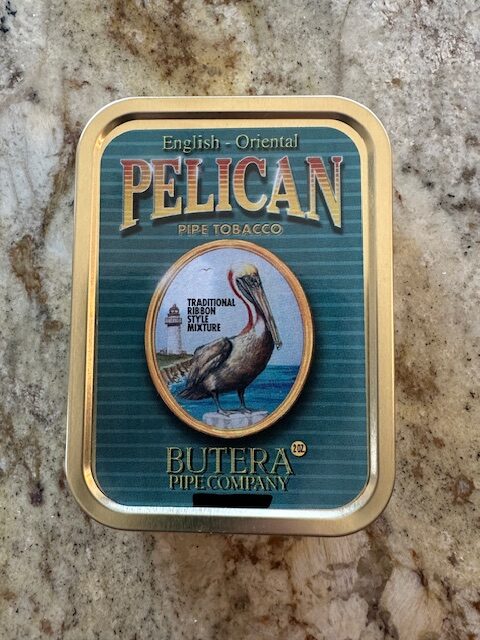 English - Oriental
PELICAN
PIPE TOBACCO
TRADITIONAL
RIBBON
STYLE
MIXTURE
BUTERA
2 OZ.
PIPE COMPANY